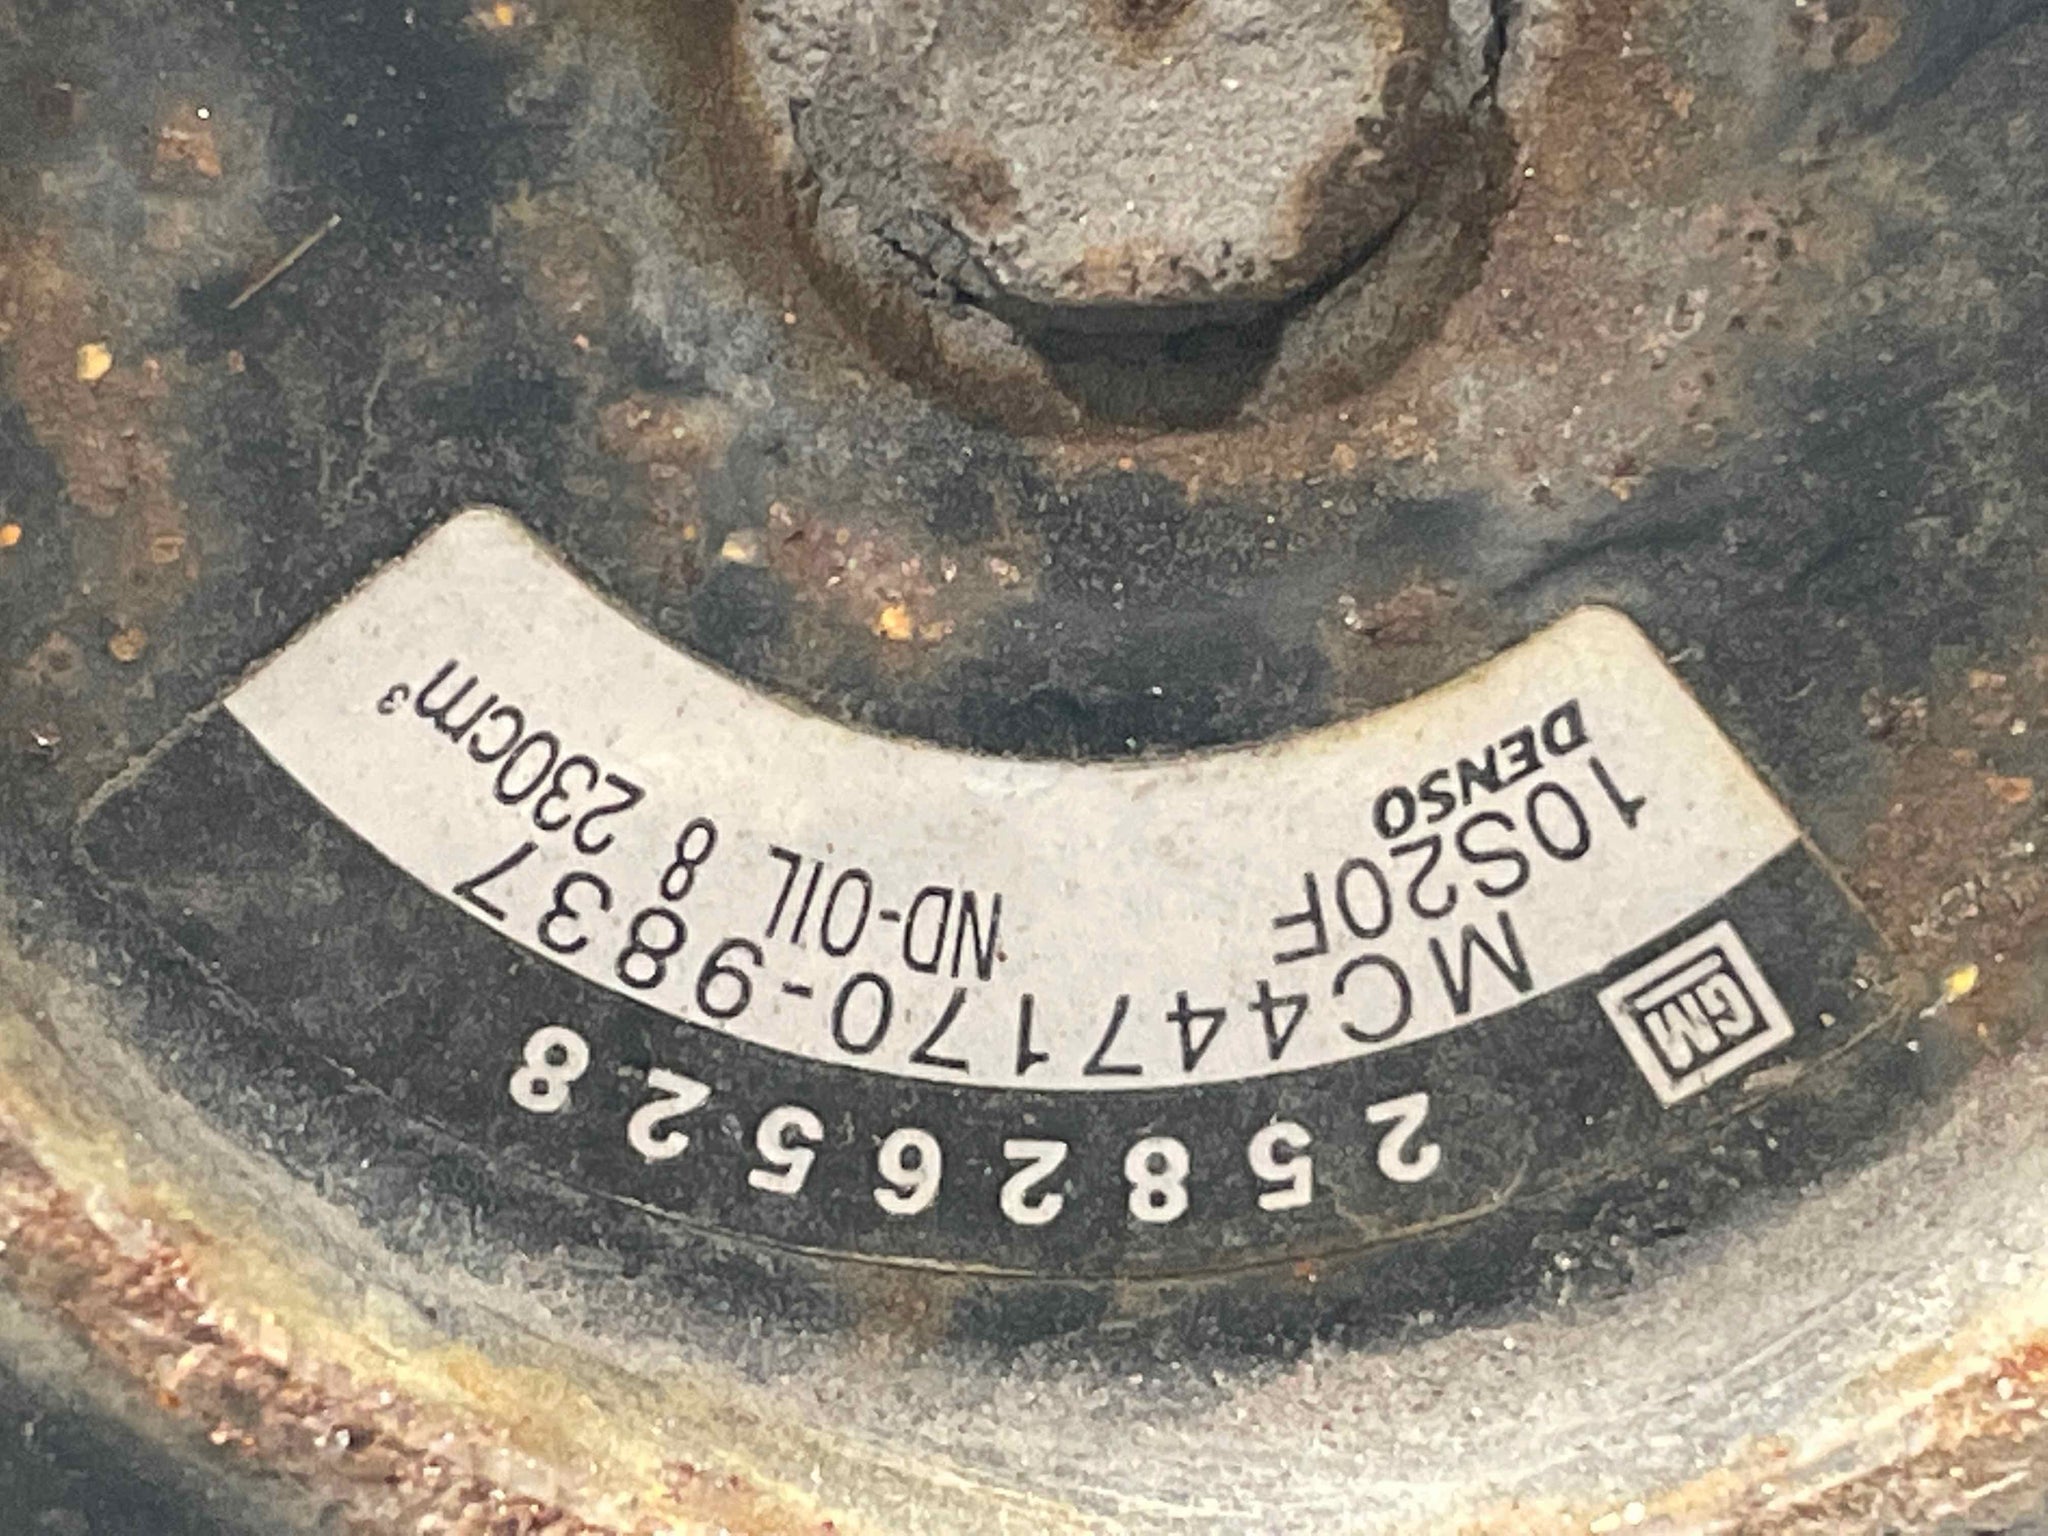 GM 25826528
MC447170-9837
10S20F ND-OIL 8 230cm³
DENSO